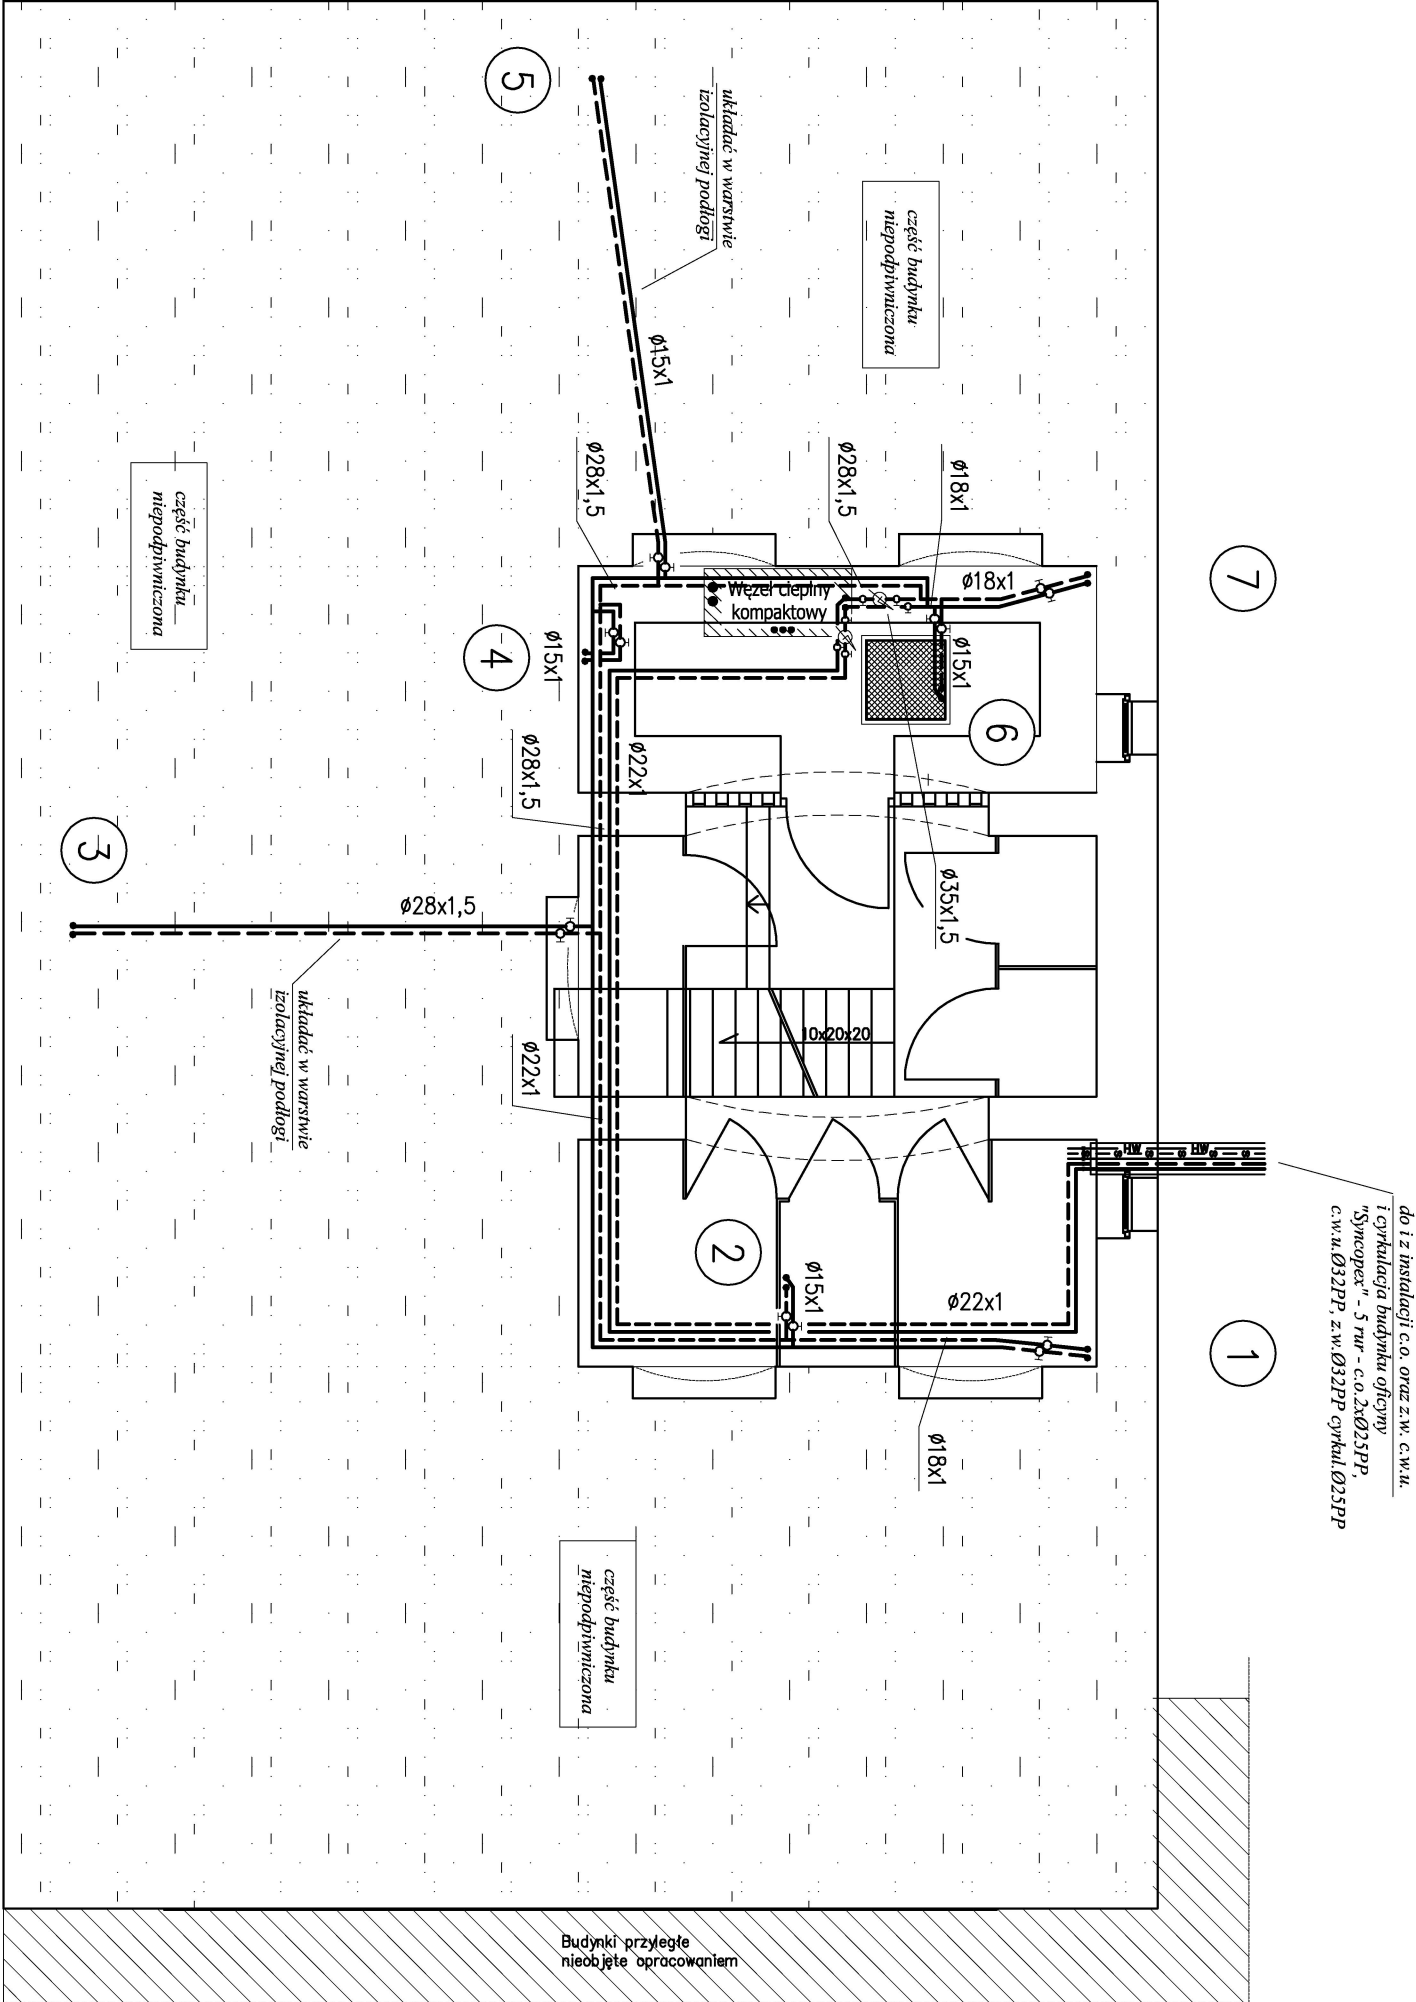 do i z instalacji c.o. oraz z.w. c.w.u.
i cyrkulacja budynku oficyny
"Syncopex" - 5 rur - c.o.2xØ25PP,
c.w.u.Ø32PP, z.w.Ø32PP cyrkul.Ø25PP
7
1
HW
HW
S
S
S
S
S
część budynku
niepodpiwniczona
ø18x1
ø18x1
ø15x1
6
ø22x1
ø18x1
ø35x1,5
ø28x1,5
Węzeł cieplny
kompaktowy
10x20x20
ø15x1
2
układać w warstwie
izolacyjnej podłogi
ø15x1
ø22x1
ø28x1,5
część budynku
niepodpiwniczona
5
ø15x1
4
ø28x1,5
ø22x1
ø28x1,5
układać w warstwie
izolacyjnej podłogi
część budynku
niepodpiwniczona
3
Budynki przyległe
nieobjęte opracowaniem